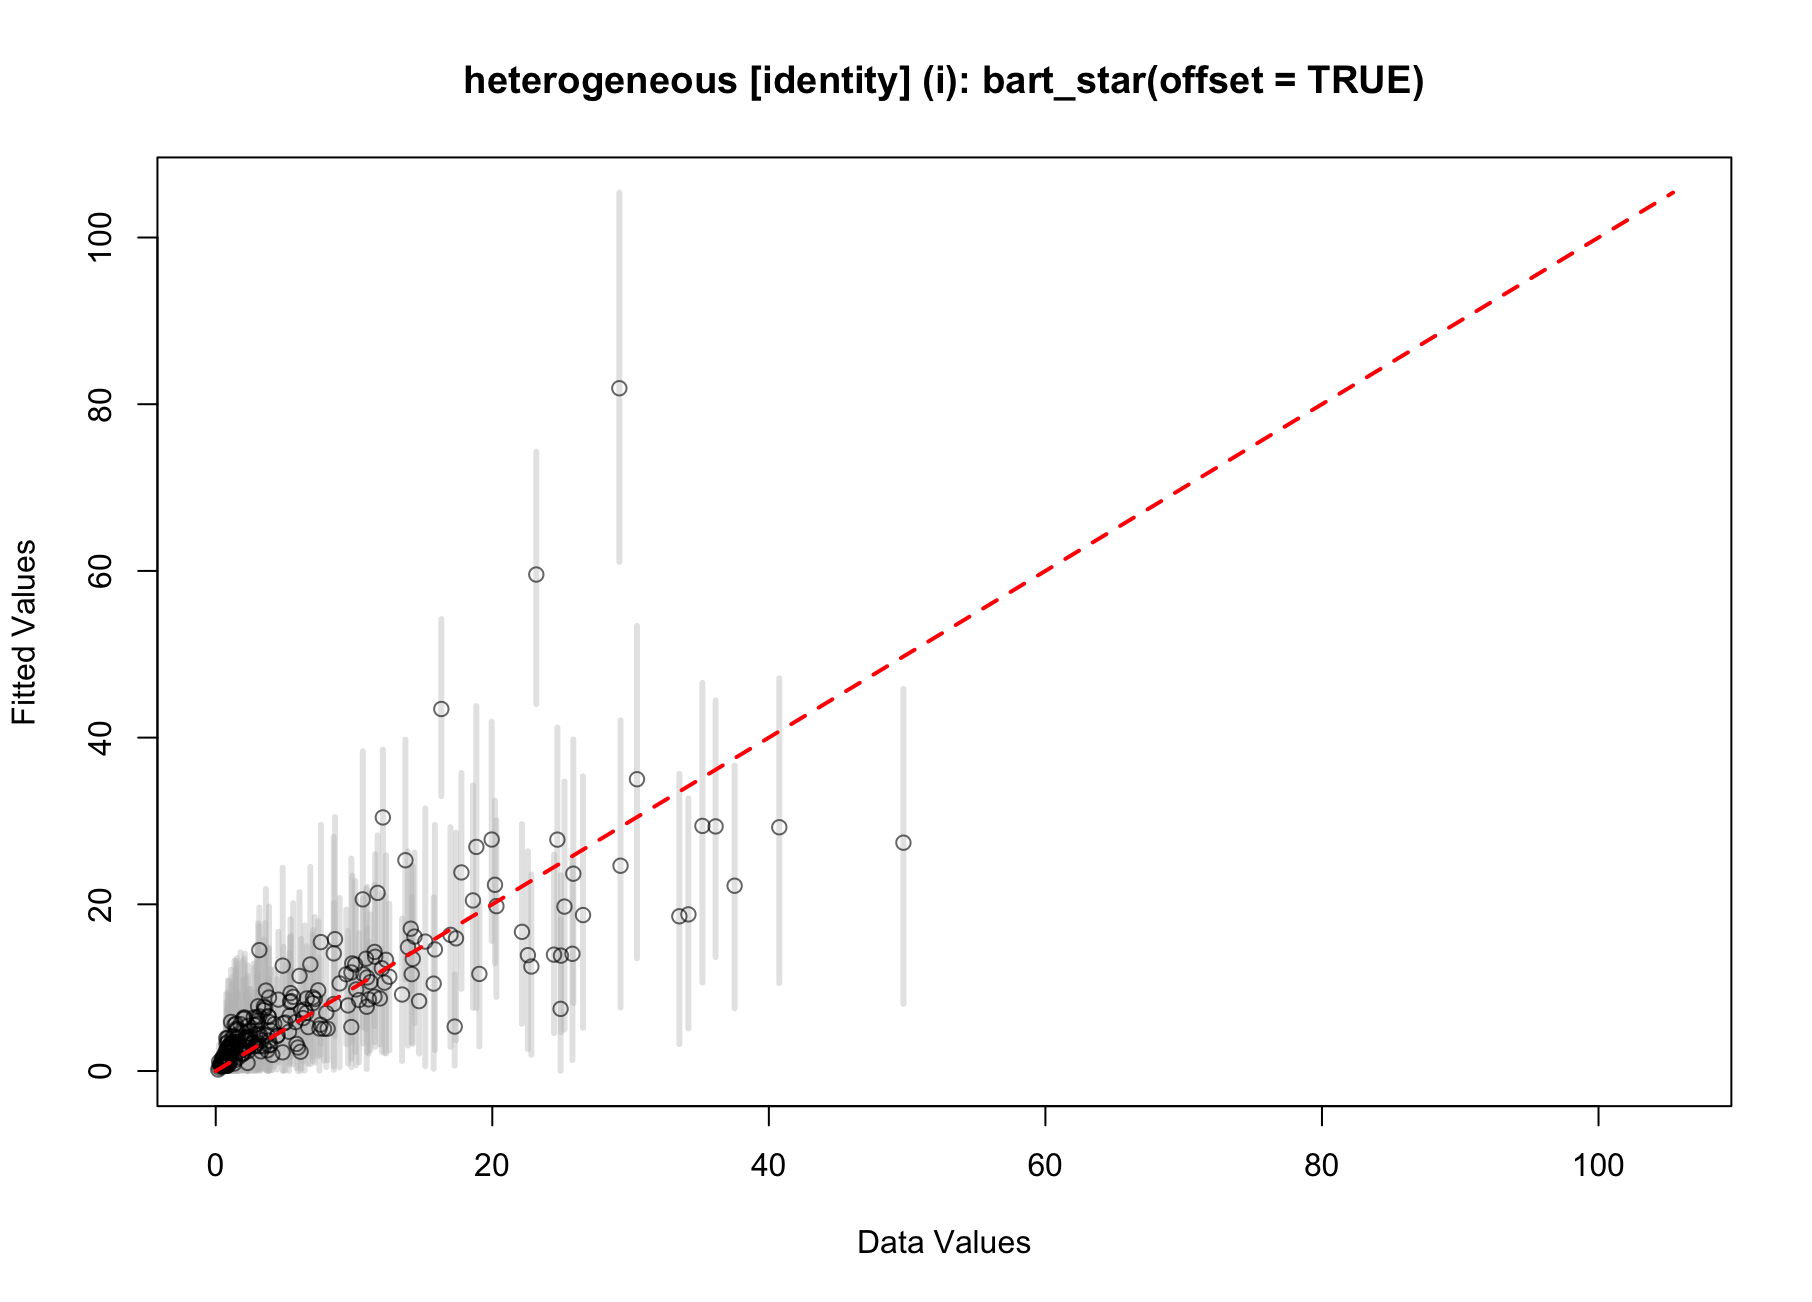 heterogeneous [identity] (i): bart_star(offset = TRUE)
Fitted Values
100
80
60
40
20
0
0 20 40 60 80 100
Data Values